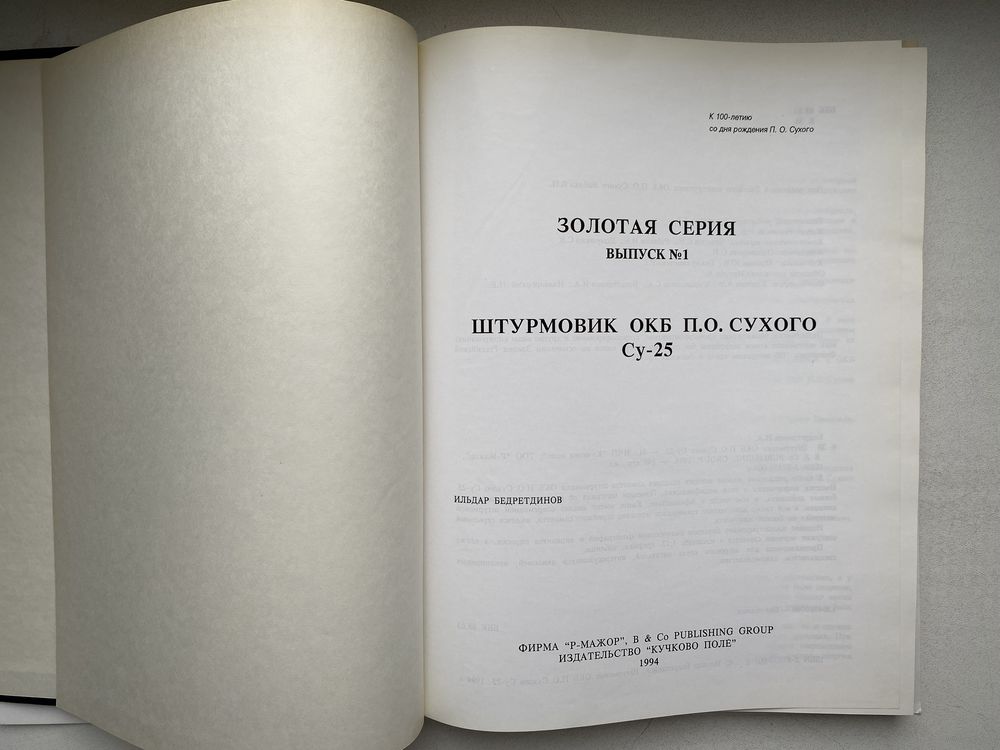 К 100-летию
со дня рождения П. О. Сухого
ЗОЛОТАЯ СЕРИЯ
ВЫПУСК №1
ШТУРМОВИК ОКБ П.О. СУХОГО
Су-25
ИЛЬДАР БЕДРЕТДИНОВ
ФИРМА “Р-МАЖОР”, B & Co PUBLISHING GROUP
ИЗДАТЕЛЬСТВО “КУЧКОВО ПОЛЕ”
1994